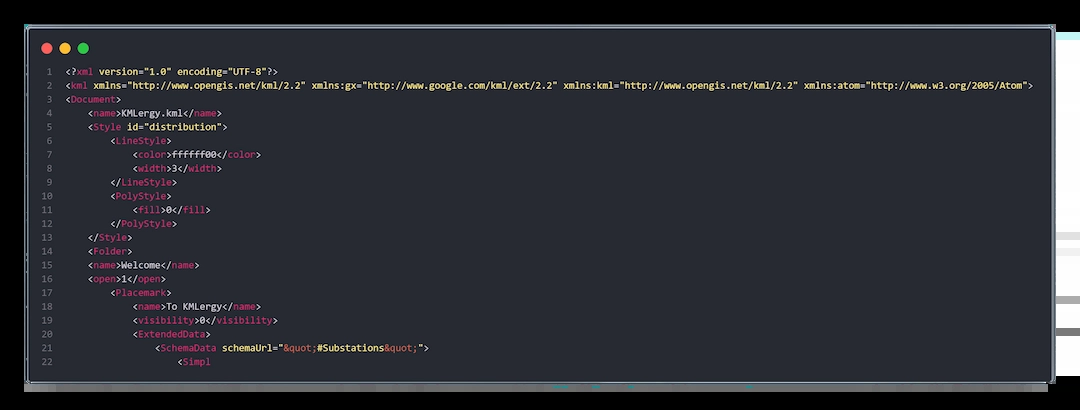 1 <?xml version="1.0" encoding="UTF-8"?>
2 <kml xmlns="http://www.opengis.net/kml/2.2" xmlns:gx="http://www.google.com/kml/ext/2.2" xmlns:kml="http://www.opengis.net/kml/2.2" xmlns:atom="http://www.w3.org/2005/Atom">
3 <Document>
4     <name>KMLergy.kml</name>
5     <Style id="distribution">
6         <LineStyle>
7             <color>ffffff00</color>
8             <width>3</width>
9         </LineStyle>
10         <PolyStyle>
11             <fill>0</fill>
12         </PolyStyle>
13     </Style>
14     <Folder>
15     <name>Welcome</name>
16     <open>1</open>
17         <Placemark>
18             <name>To KMLergy</name>
19             <visibility>0</visibility>
20             <ExtendedData>
21                 <SchemaData schemaUrl="&quot;#Substations&quot;">
22                     <Simpl